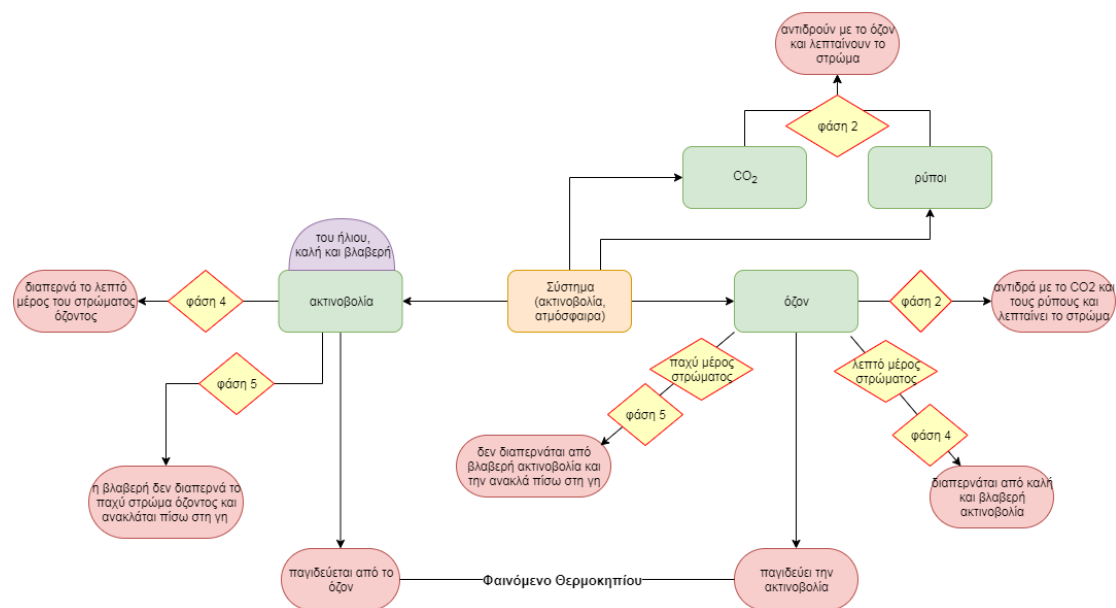 αντιδρούν με το όζον
και λεπταίνουν το
στρώμα
φάση 2
CO2
ρύποι
του ήλιου,
καλή και βλαβερή
διαπερνά το λεπτό
μέρος του στρώματος
όζοντος
φάση 4
ακτινοβολία
Σύστημα
(ακτινοβολία,
ατμόσφαιρα)
όζον
φάση 2
αντιδρά με το CO2 και
τους ρύπους και
λεπταίνει το στρώμα
φάση 5
παχύ μέρος
στρώματος
λεπτό μέρος
στρώματος
φάση 5
φάση 4
η βλαβερή δεν διαπερνά το
παχύ στρώμα όζοντος και
ανακλάται πίσω στη γη
δεν διαπερνάται από
βλαβερή ακτινοβολία και
την ανακλά πίσω στη γη
διαπερνάται από καλή
και βλαβερή
ακτινοβολία
παγιδεύεται από το
όζον
Φαινόμενο Θερμοκηπίου
παγιδεύει την
ακτινοβολία